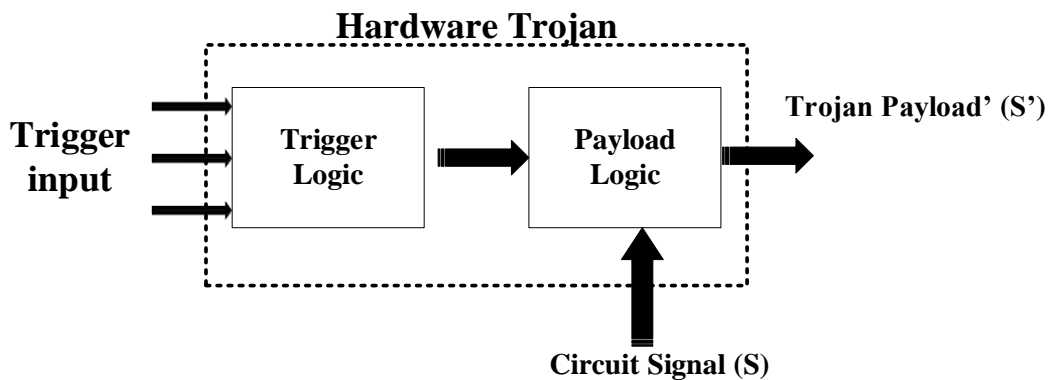 Hardware Trojan
Trigger
input
Trigger
Logic
Payload
Logic
Trojan Payload’ (S’)
Circuit Signal (S)